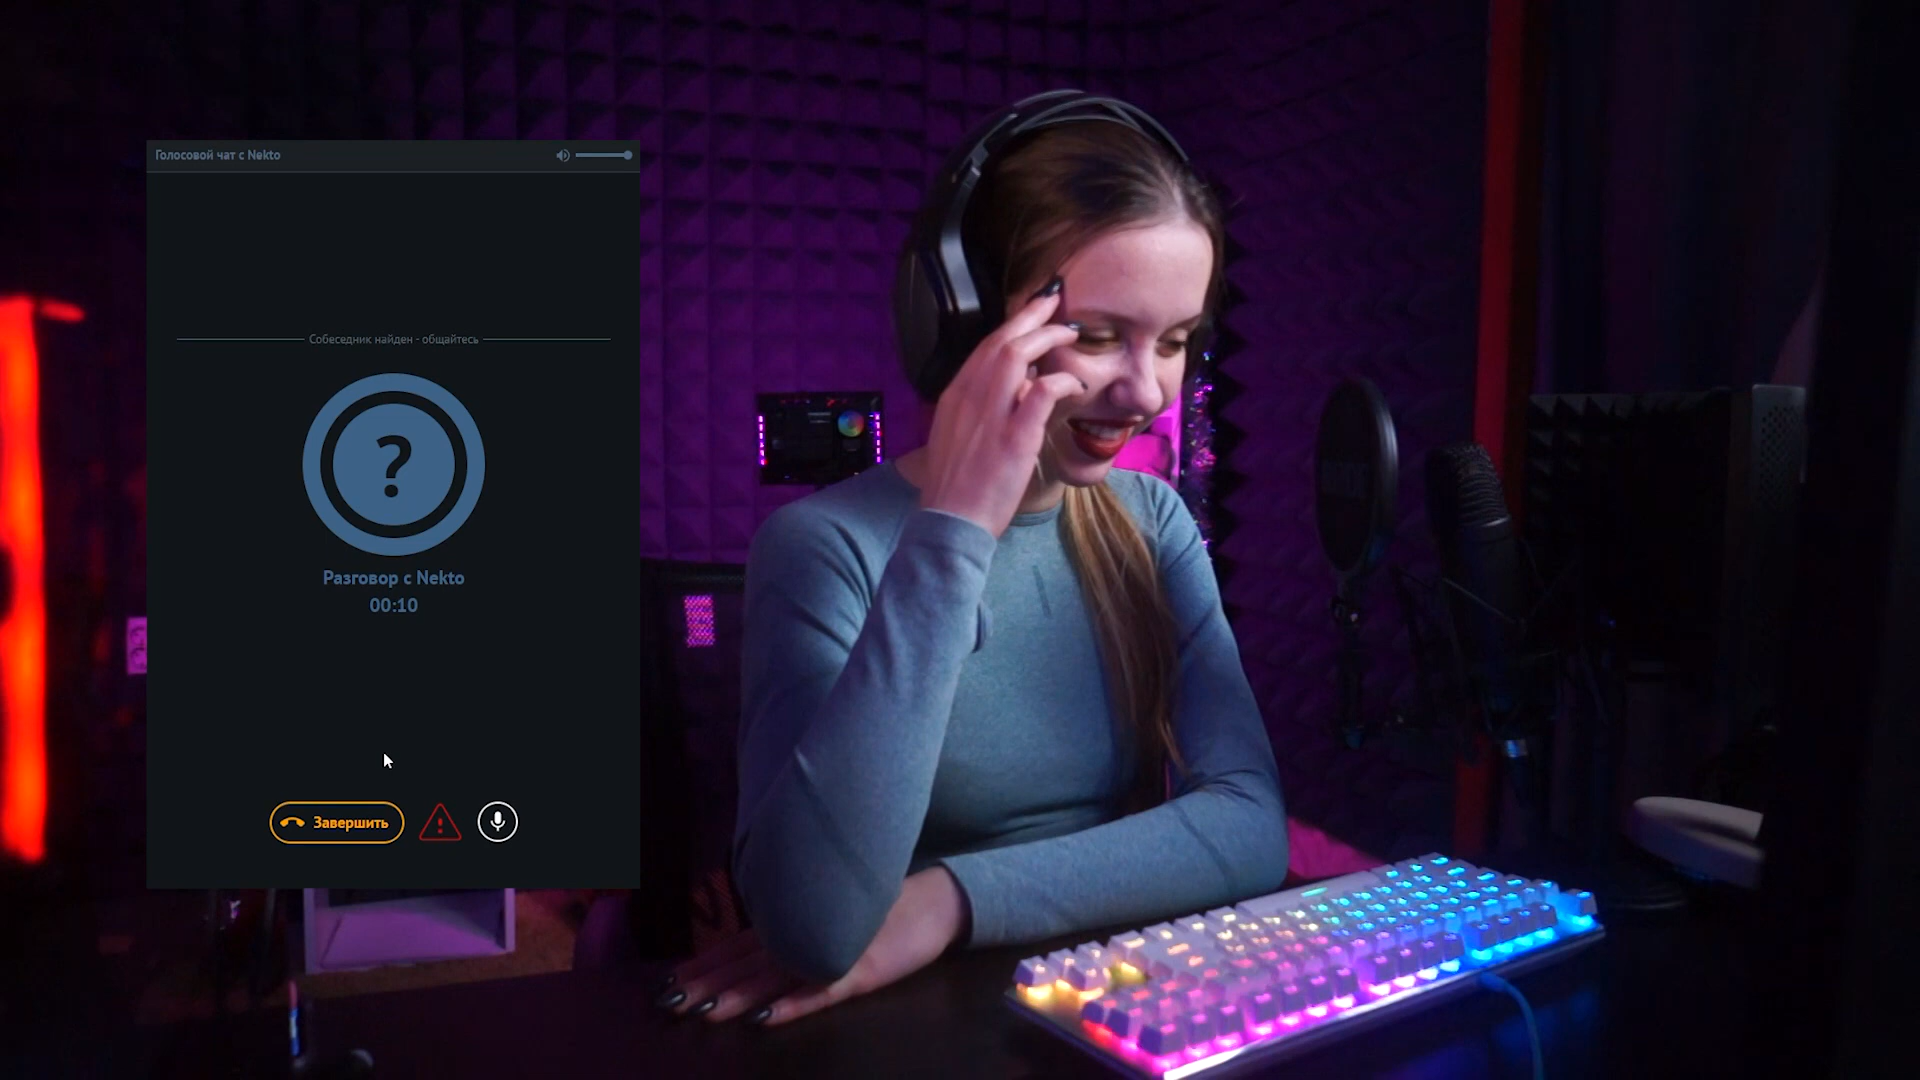 Голосовой чат с Nekto
Собеседник найден - общайтесь
?
Разговор с Nekto
00:10
Завершить